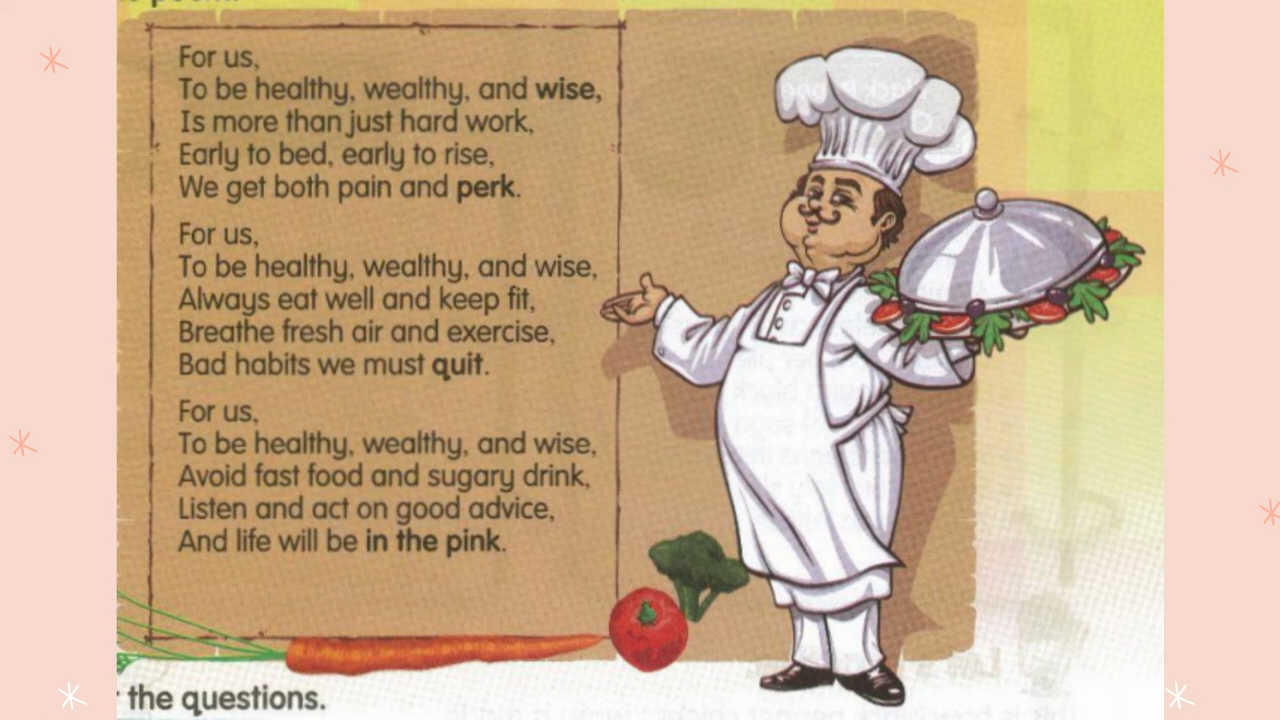 For us,
To be healthy, wealthy, and wise,
Is more than just hard work,
Early to bed, early to rise,
We get both pain and perk.
For us,
To be healthy, wealthy, and wise,
Always eat well and keep fit,
Breathe fresh air and exercise,
Bad habits we must quit.
For us,
To be healthy, wealthy, and wise,
Avoid fast food and sugary drink,
Listen and act on good advice,
And life will be in the pink.
the questions.